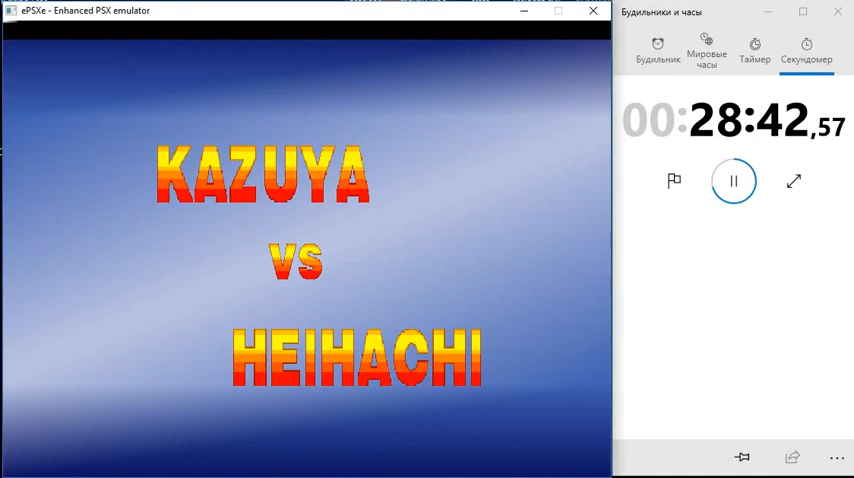 ePSXe - Enhanced PSX emulator
KAZUYA
vs
HEIHACHI
Будильники и часы
Будильник
Мировые часы
Таймер
Секундомер
00:28:42,57